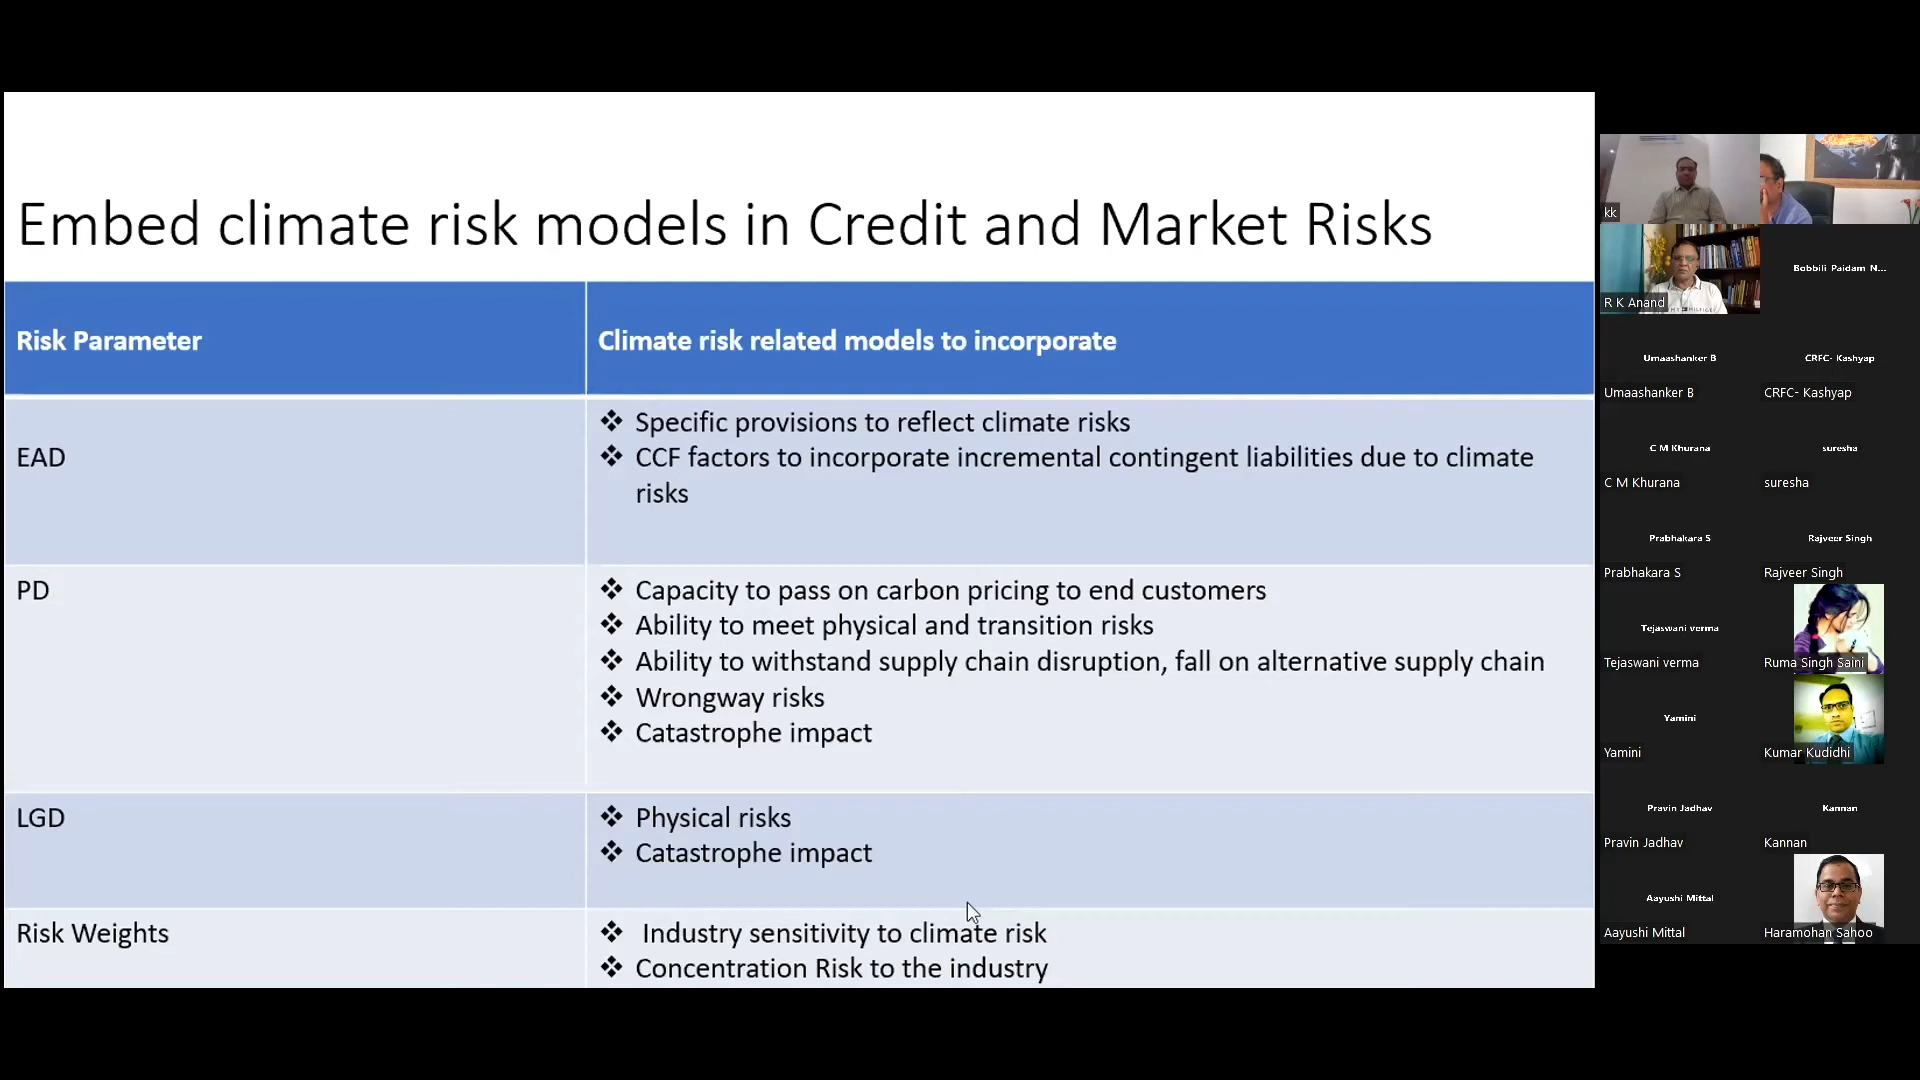 Embed climate risk models in Credit and Market Risks
Risk Parameter
Climate risk related models to incorporate
EAD
❖ Specific provisions to reflect climate risks
❖ CCF factors to incorporate incremental contingent liabilities due to climate
risks
PD
❖ Capacity to pass on carbon pricing to end customers
❖ Ability to meet physical and transition risks
❖ Ability to withstand supply chain disruption, fall on alternative supply chain
❖ Wrongway risks
❖ Catastrophe impact
LGD
❖ Physical risks
❖ Catastrophe impact
Risk Weights
❖ Industry sensitivity to climate risk
❖ Concentration Risk to the industry
kk
R K Anand
Bobbili Paidam N...
Umaashanker B
Umaashanker B
CRFC- Kashyap
CRFC- Kashyap
C M Khurana
C M Khurana
suresha
suresha
Prabhakara S
Prabhakara S
Rajveer Singh
Rajveer Singh
Tejaswani verma
Tejaswani verma
Ruma Singh Saini
Yamini
Yamini
Kumar Kudidhi
Pravin Jadhav
Pravin Jadhav
Kannan
Kannan
Aayushi Mittal
Aayushi Mittal
Haramohan Sahoo